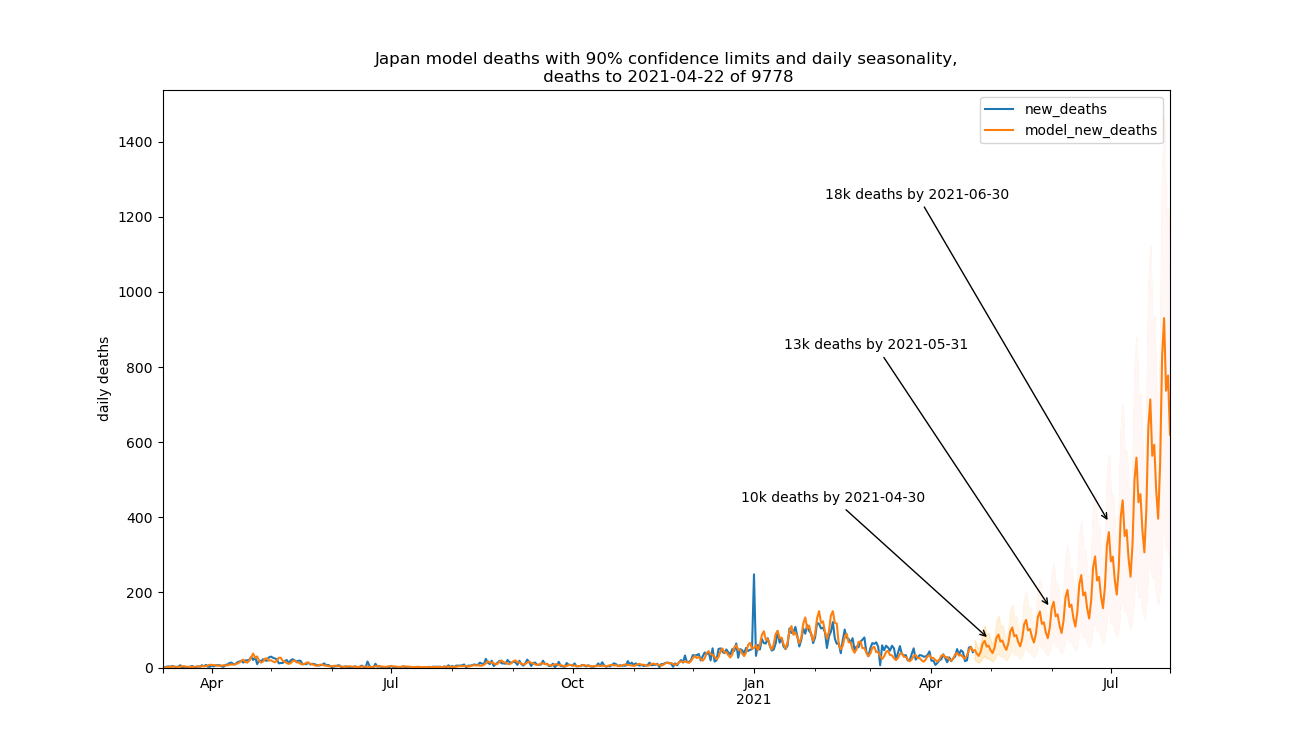 Japan model deaths with 90% confidence limits and daily seasonality,
deaths to 2021-04-22 of 9778
new_deaths
model_new_deaths
1400
1200
1000
800
600
400
200
0
daily deaths
18k deaths by 2021-06-30
13k deaths by 2021-05-31
10k deaths by 2021-04-30
Apr
Jul
Oct
Jan
2021
Apr
Jul